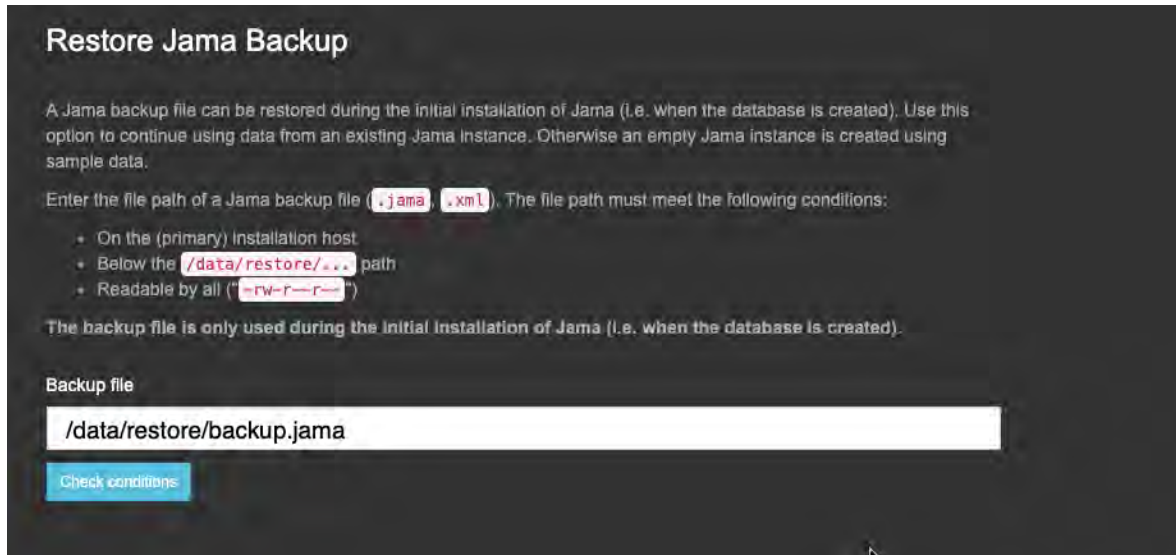 Restore Jama Backup
A Jama backup file can be restored during the initial installation of Jama (i.e. when the database is created). Use this
option to continue using data from an existing Jama instance. Otherwise an empty Jama instance is created using
sample data.
Enter the file path of a Jama backup file (.jama, .xml). The file path must meet the following conditions:
• On the (primary) installation host
• Below the /data/restore/... path
• Readable by all ("-rw-r--r--")
The backup file is only used during the initial installation of Jama (i.e. when the database is created).
Backup file
/data/restore/backup.jama
Check conditions